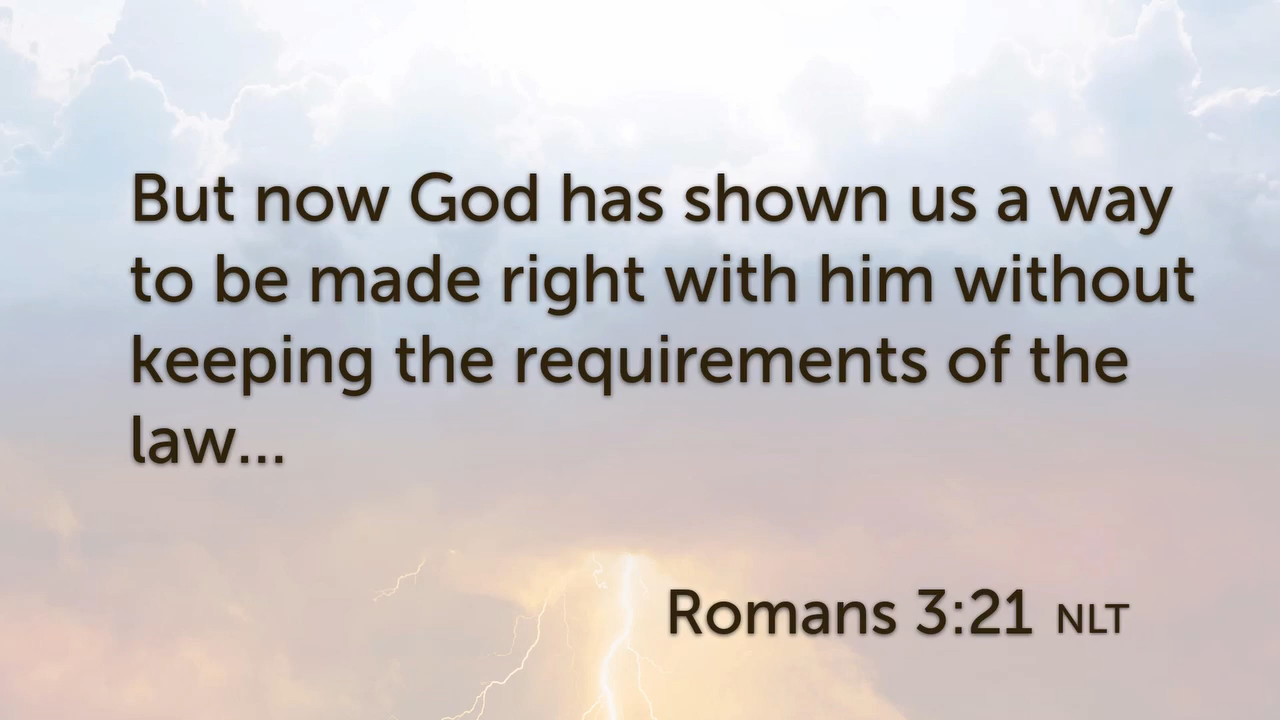 But now God has shown us a way
to be made right with him without
keeping the requirements of the
law...
Romans 3:21 NLT